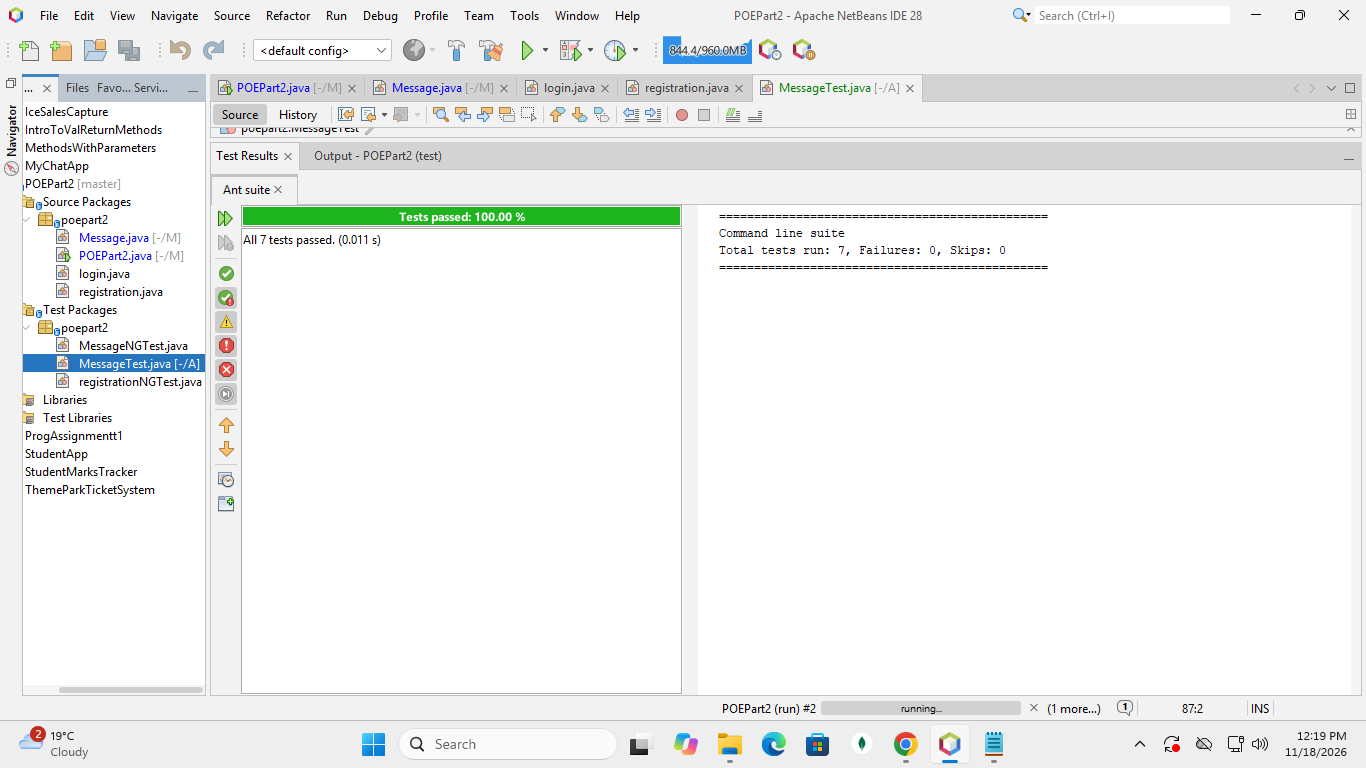 File Edit View Navigate Source Refactor Run Debug Profile Team Tools Window Help POEPart2 - Apache NetBeans IDE 28 Search (Ctrl+I)
<default config> 844.4/960.0MB
... Files Favo... Servi... POEPart2.java [-/M] Message.java [-/M] login.java registration.java MessageTest.java [-/A]
Source History
poepart2.MessageTest
Navigator
IceSalesCapture
IntroToValReturnMethods
MethodsWithParameters
MyChatApp
POEPart2 [master]
Source Packages
poepart2
Message.java [-/M]
POEPart2.java [-/M]
login.java
registration.java
Test Packages
poepart2
MessageNGTest.java
MessageTest.java [-/A]
registrationNGTest.java
Libraries
Test Libraries
ProgAssignmentt1
StudentApp
StudentMarksTracker
ThemeParkTicketSystem
Test Results Output - POEPart2 (test)
Ant suite
Tests passed: 100.00 %
All 7 tests passed. (0.011 s)
===============================================
Command line suite
Total tests run: 7, Failures: 0, Skips: 0
===============================================
POEPart2 (run) #2 running... (1 more...) 1 87:2 INS
2 19°C
Cloudy
Search
12:19 PM
11/18/2026